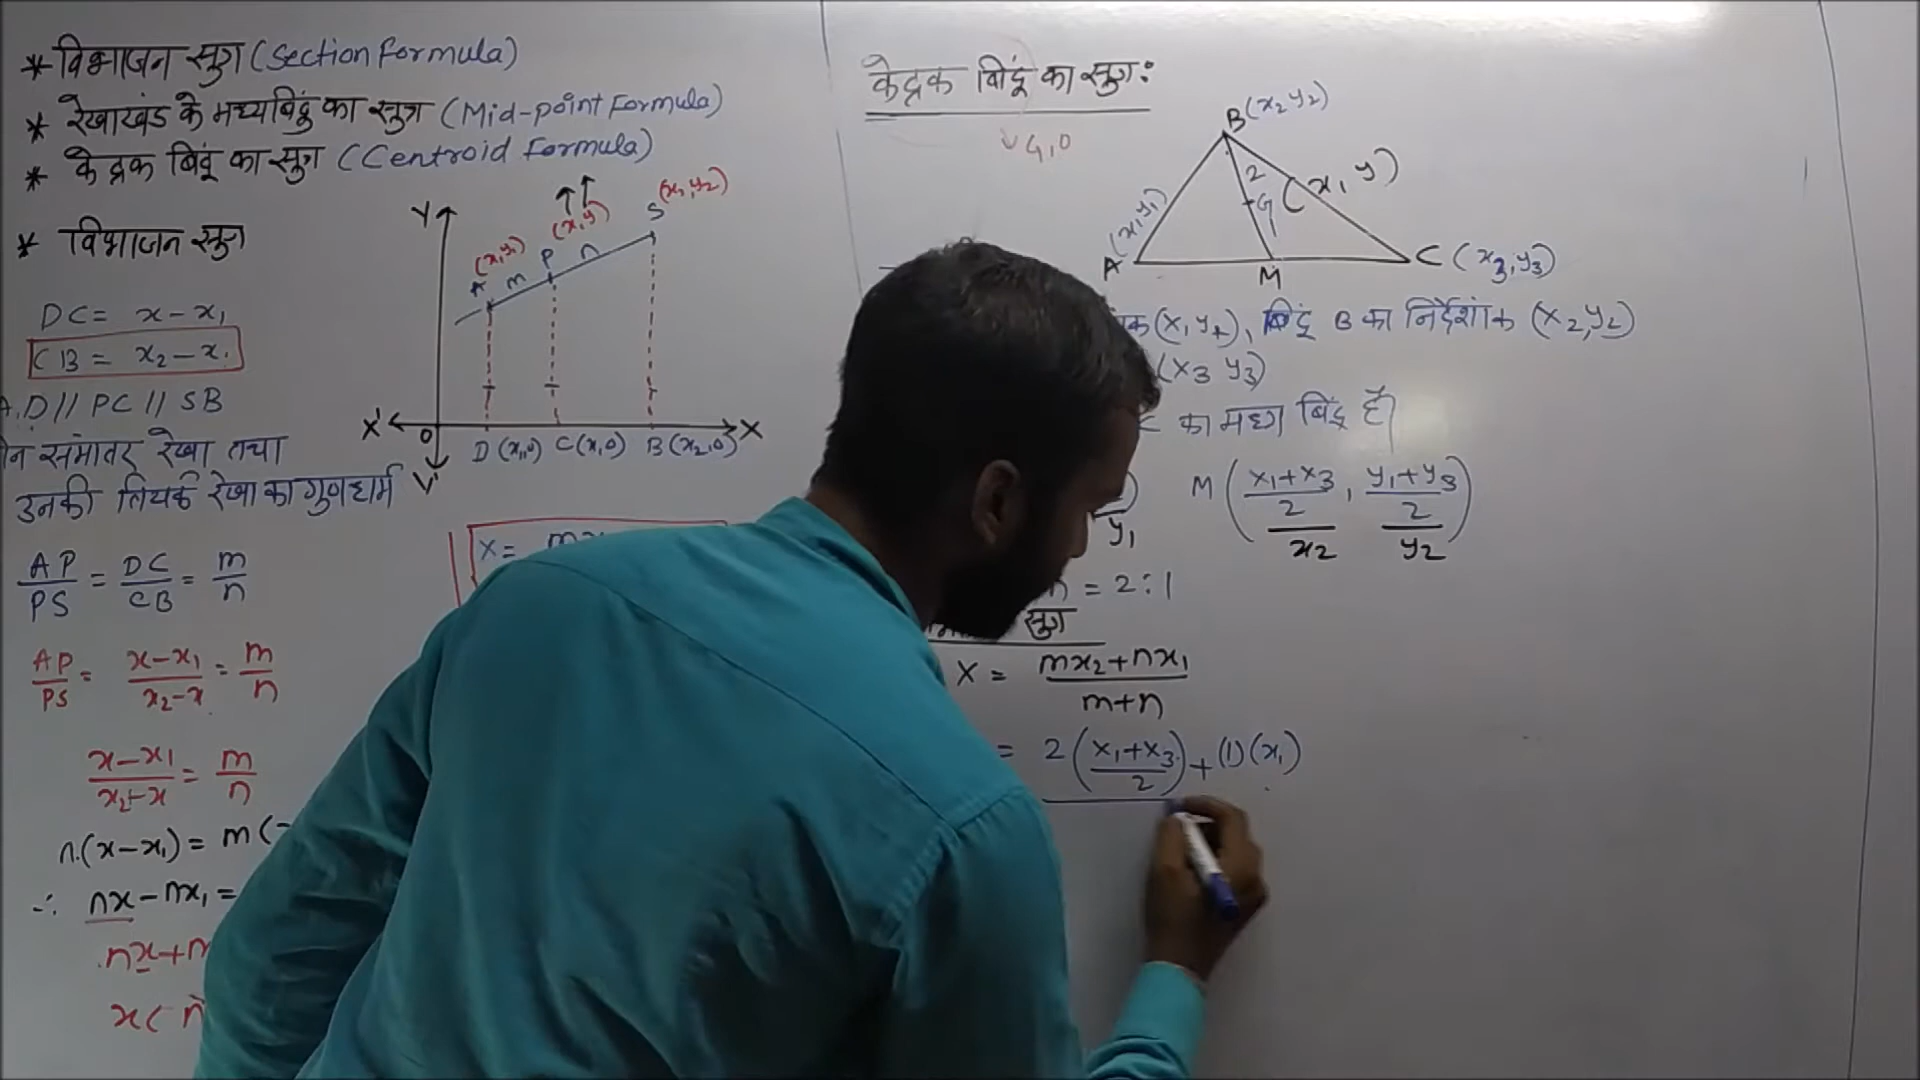 * विभाजन सुत्र (Section Formula)
* रेखाखंड के मध्यबिंदु का सुत्र (Mid-point Formula)
* केंद्रक बिंदू का सुत्र (Centroid Formula)
* विभाजन सुत्र
DC = x - x₁
CB = x₂ - x
A.D // PC // SB
समांतर रेखा तथा
उनकी तिर्यक रेखा का गुणधर्म
AP/PS = DC/CB = m/n
AP/PS = x-x₁/x₂-x = m/n
x-x₁/x₂-x = m/n
n(x-x₁) = m(
∴ nx - nx₁ =
nx + m
x( n
Y
S (x₂,y₂)
(x,y)
P
n
(x₁,y₁)
A
m
X' O X
D (x₁,0) C (x,0) B (x₂,0)
Y'
X =
केंद्रक बिंदू का सुत्र :
G,O
B (x₂ y₂)
2
G (x, y)
1
(x₁,y₁)
A M C (x₃,y₃)
(x₁y₁), बिंदू B का निर्देशांक (x₂,y₂)
(x₃ y₃)
C का मध्य बिंदू है|
M (x₁+x₃/2, y₁+y₃/2)
x₂ y₂
y₁
n = 2:1
सुत्र
X = mx₂+nx₁/m+n
= 2(x₁+x₃/2) + (1)(x₁)